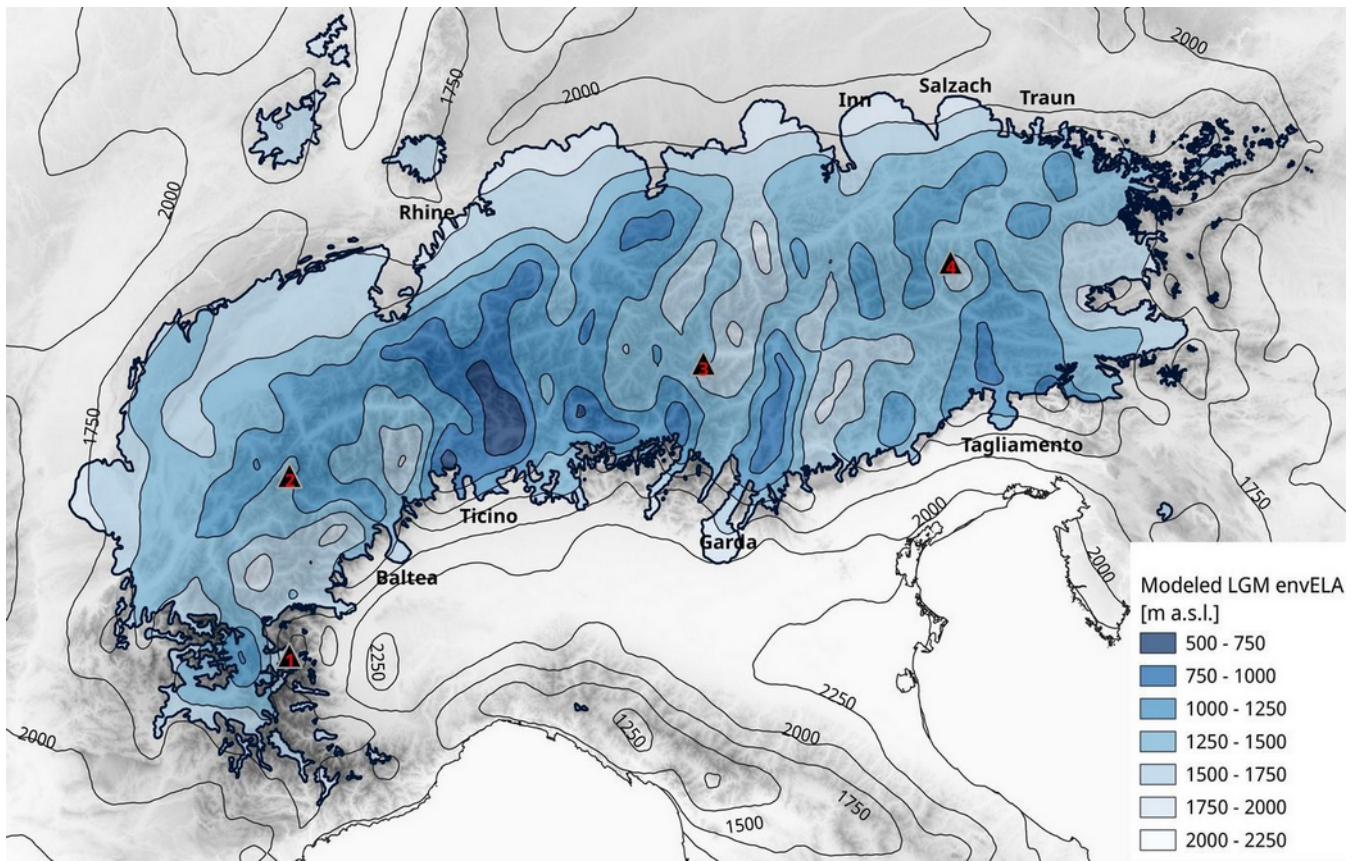 2000
1750
2000
Salzach
Inn
Traun
2000
Rhine
4
3
1750
2
Tagliamento
1750
Ticino
2000
Garda
Baltea
2000
1
2250
2250
2000
1250
2000
1750
1500
Modeled LGM envELA
[m a.s.l.]
500 - 750
750 - 1000
1000 - 1250
1250 - 1500
1500 - 1750
1750 - 2000
2000 - 2250